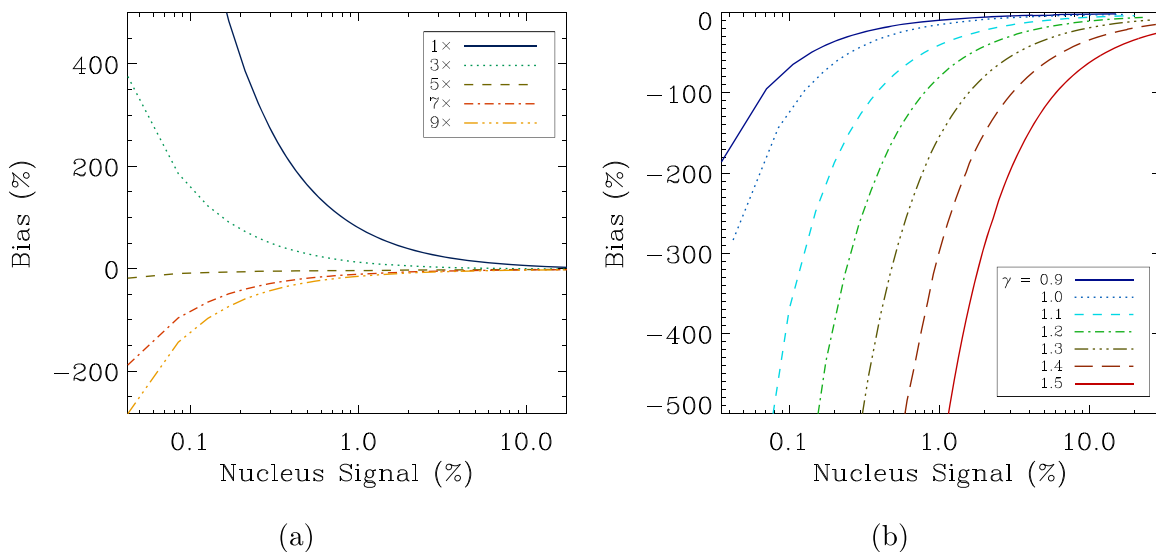 400
200
0
−200
Bias (%)
0.1 1.0 10.0
Nucleus Signal (%)
1×
3×
5×
7×
9×
(a)
0
−100
−200
−300
−400
−500
Bias (%)
0.1 1.0 10.0
Nucleus Signal (%)
γ = 0.9
1.0
1.1
1.2
1.3
1.4
1.5
(b)